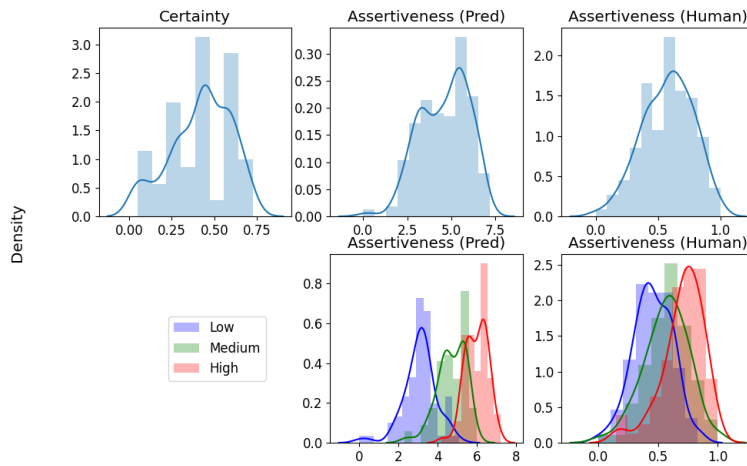 Certainty
Assertiveness (Pred)
Assertiveness (Human)
3.0
2.5
2.0
1.5
1.0
0.5
0.0
0.00 0.25 0.50 0.75
0.30
0.25
0.20
0.15
0.10
0.05
0.00
0.0 2.5 5.0 7.5
2.0
1.5
1.0
0.5
0.0
0.0 0.5 1.0
Density
Assertiveness (Pred)
Assertiveness (Human)
Low
Medium
High
0.8
0.6
0.4
0.2
0.0
0 2 4 6 8
2.5
2.0
1.5
1.0
0.5
0.0
0.0 0.5 1.0